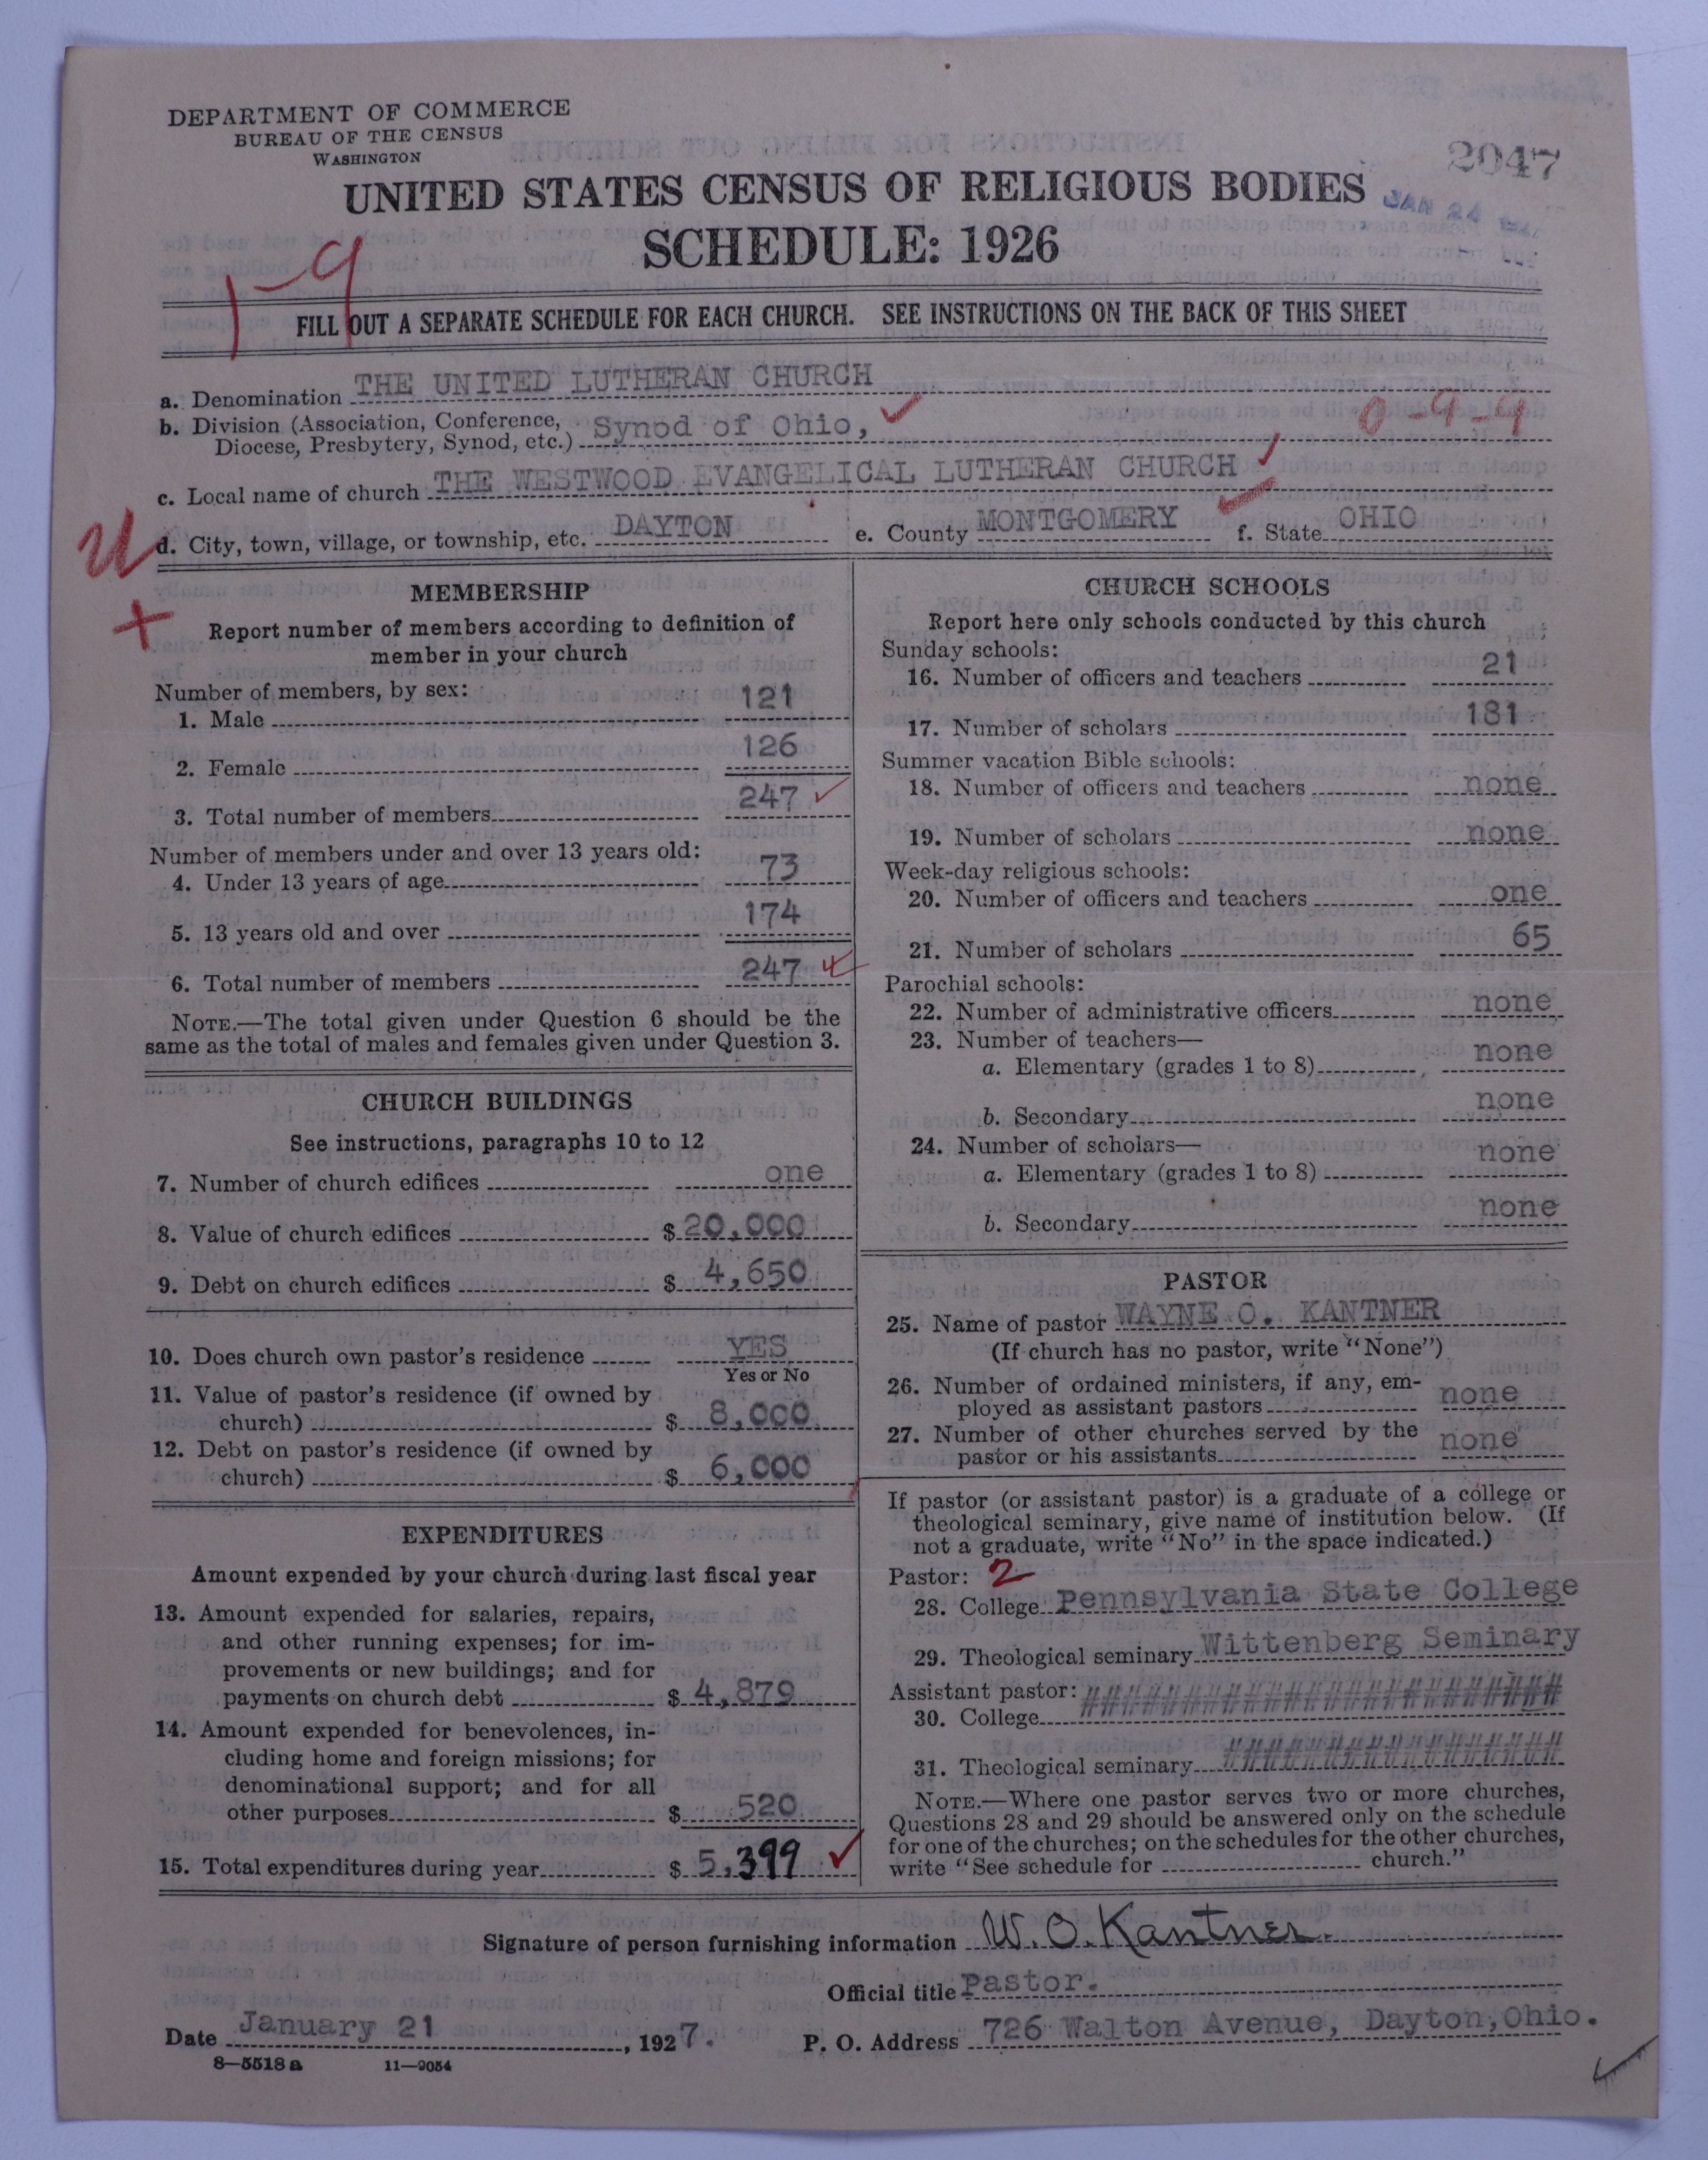 DEPARTMENT OF COMMERCE
BUREAU OF THE CENSUS
WASHINGTON
2047
UNITED STATES CENSUS OF RELIGIOUS BODIES
JAN 24
SCHEDULE: 1926
1-9
FILL OUT A SEPARATE SCHEDULE FOR EACH CHURCH. SEE INSTRUCTIONS ON THE BACK OF THIS SHEET
a. Denomination THE UNITED LUTHERAN CHURCH
0-9-9
b. Division (Association, Conference, Diocese, Presbytery, Synod, etc.) Synod of Ohio,
c. Local name of church THE WESTWOOD EVANGELICAL LUTHERAN CHURCH
d. City, town, village, or township, etc. DAYTON e. County MONTGOMERY f. State OHIO
U
+
MEMBERSHIP
Report number of members according to definition of
member in your church
Number of members, by sex:
1. Male 121
2. Female 126
3. Total number of members 247
Number of members under and over 13 years old:
4. Under 13 years of age 73
5. 13 years old and over 174
6. Total number of members 247
NOTE.—The total given under Question 6 should be the
same as the total of males and females given under Question 3.
CHURCH BUILDINGS
See instructions, paragraphs 10 to 12
7. Number of church edifices one
8. Value of church edifices $ 20,000
9. Debt on church edifices $ 4,650
10. Does church own pastor's residence YES
Yes or No
11. Value of pastor's residence (if owned by
church) $ 8,000
12. Debt on pastor's residence (if owned by
church) $ 6,000
EXPENDITURES
Amount expended by your church during last fiscal year
13. Amount expended for salaries, repairs,
and other running expenses; for im-
provements or new buildings; and for
payments on church debt $ 4,879
14. Amount expended for benevolences, in-
cluding home and foreign missions; for
denominational support; and for all
other purposes $ 520
15. Total expenditures during year $ 5,399
CHURCH SCHOOLS
Report here only schools conducted by this church
Sunday schools:
16. Number of officers and teachers 21
17. Number of scholars 181
Summer vacation Bible schools:
18. Number of officers and teachers none
19. Number of scholars none
Week-day religious schools:
20. Number of officers and teachers one
21. Number of scholars 65
Parochial schools:
22. Number of administrative officers none
23. Number of teachers—
a. Elementary (grades 1 to 8) none
b. Secondary none
24. Number of scholars—
a. Elementary (grades 1 to 8) none
b. Secondary none
PASTOR
25. Name of pastor WAYNE O. KANTNER
(If church has no pastor, write "None")
26. Number of ordained ministers, if any, em-
ployed as assistant pastors none
27. Number of other churches served by the
pastor or his assistants none
If pastor (or assistant pastor) is a graduate of a college or
theological seminary, give name of institution below. (If
not a graduate, write "No" in the space indicated.)
Pastor: 2
28. College Pennsylvania State College
29. Theological seminary Wittenberg Seminary
Assistant pastor:
30. College #######################
31. Theological seminary ################
NOTE.—Where one pastor serves two or more churches,
Questions 28 and 29 should be answered only on the schedule
for one of the churches; on the schedules for the other churches,
write "See schedule for church."
Signature of person furnishing information W. O. Kantner
Official title Pastor.
Date January 21, 1927. P. O. Address 726 Walton Avenue, Dayton, Ohio.
8—5518a 11—9054